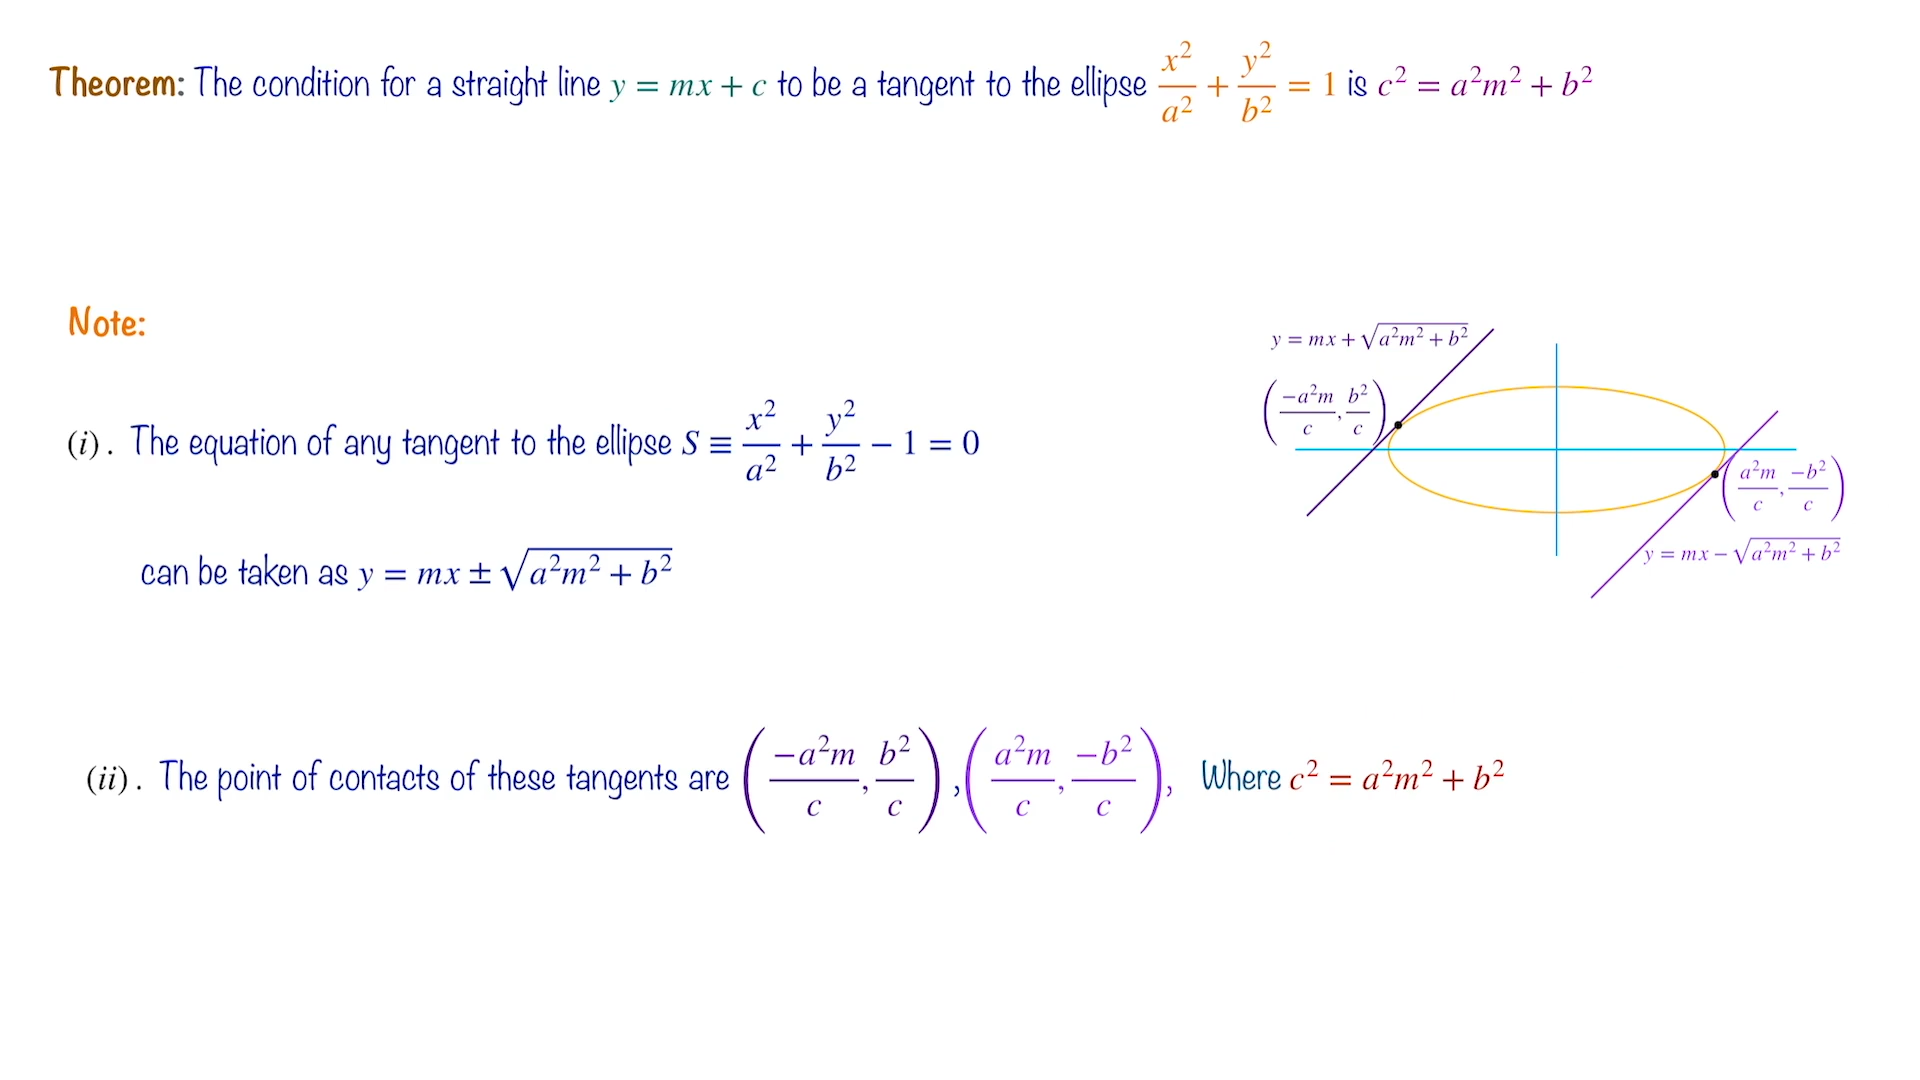 Theorem: The condition for a straight line y = mx + c to be a tangent to the ellipse x²/a² + y²/b² = 1 is c² = a²m² + b²
Note:
(i). The equation of any tangent to the ellipse S ≡ x²/a² + y²/b² − 1 = 0
can be taken as y = mx ± √(a²m² + b²)
y = mx + √(a²m² + b²)
(−a²m/c, b²/c)
(a²m/c, −b²/c)
y = mx − √(a²m² + b²)
(ii). The point of contacts of these tangents are (−a²m/c, b²/c), (a²m/c, −b²/c), Where c² = a²m² + b²